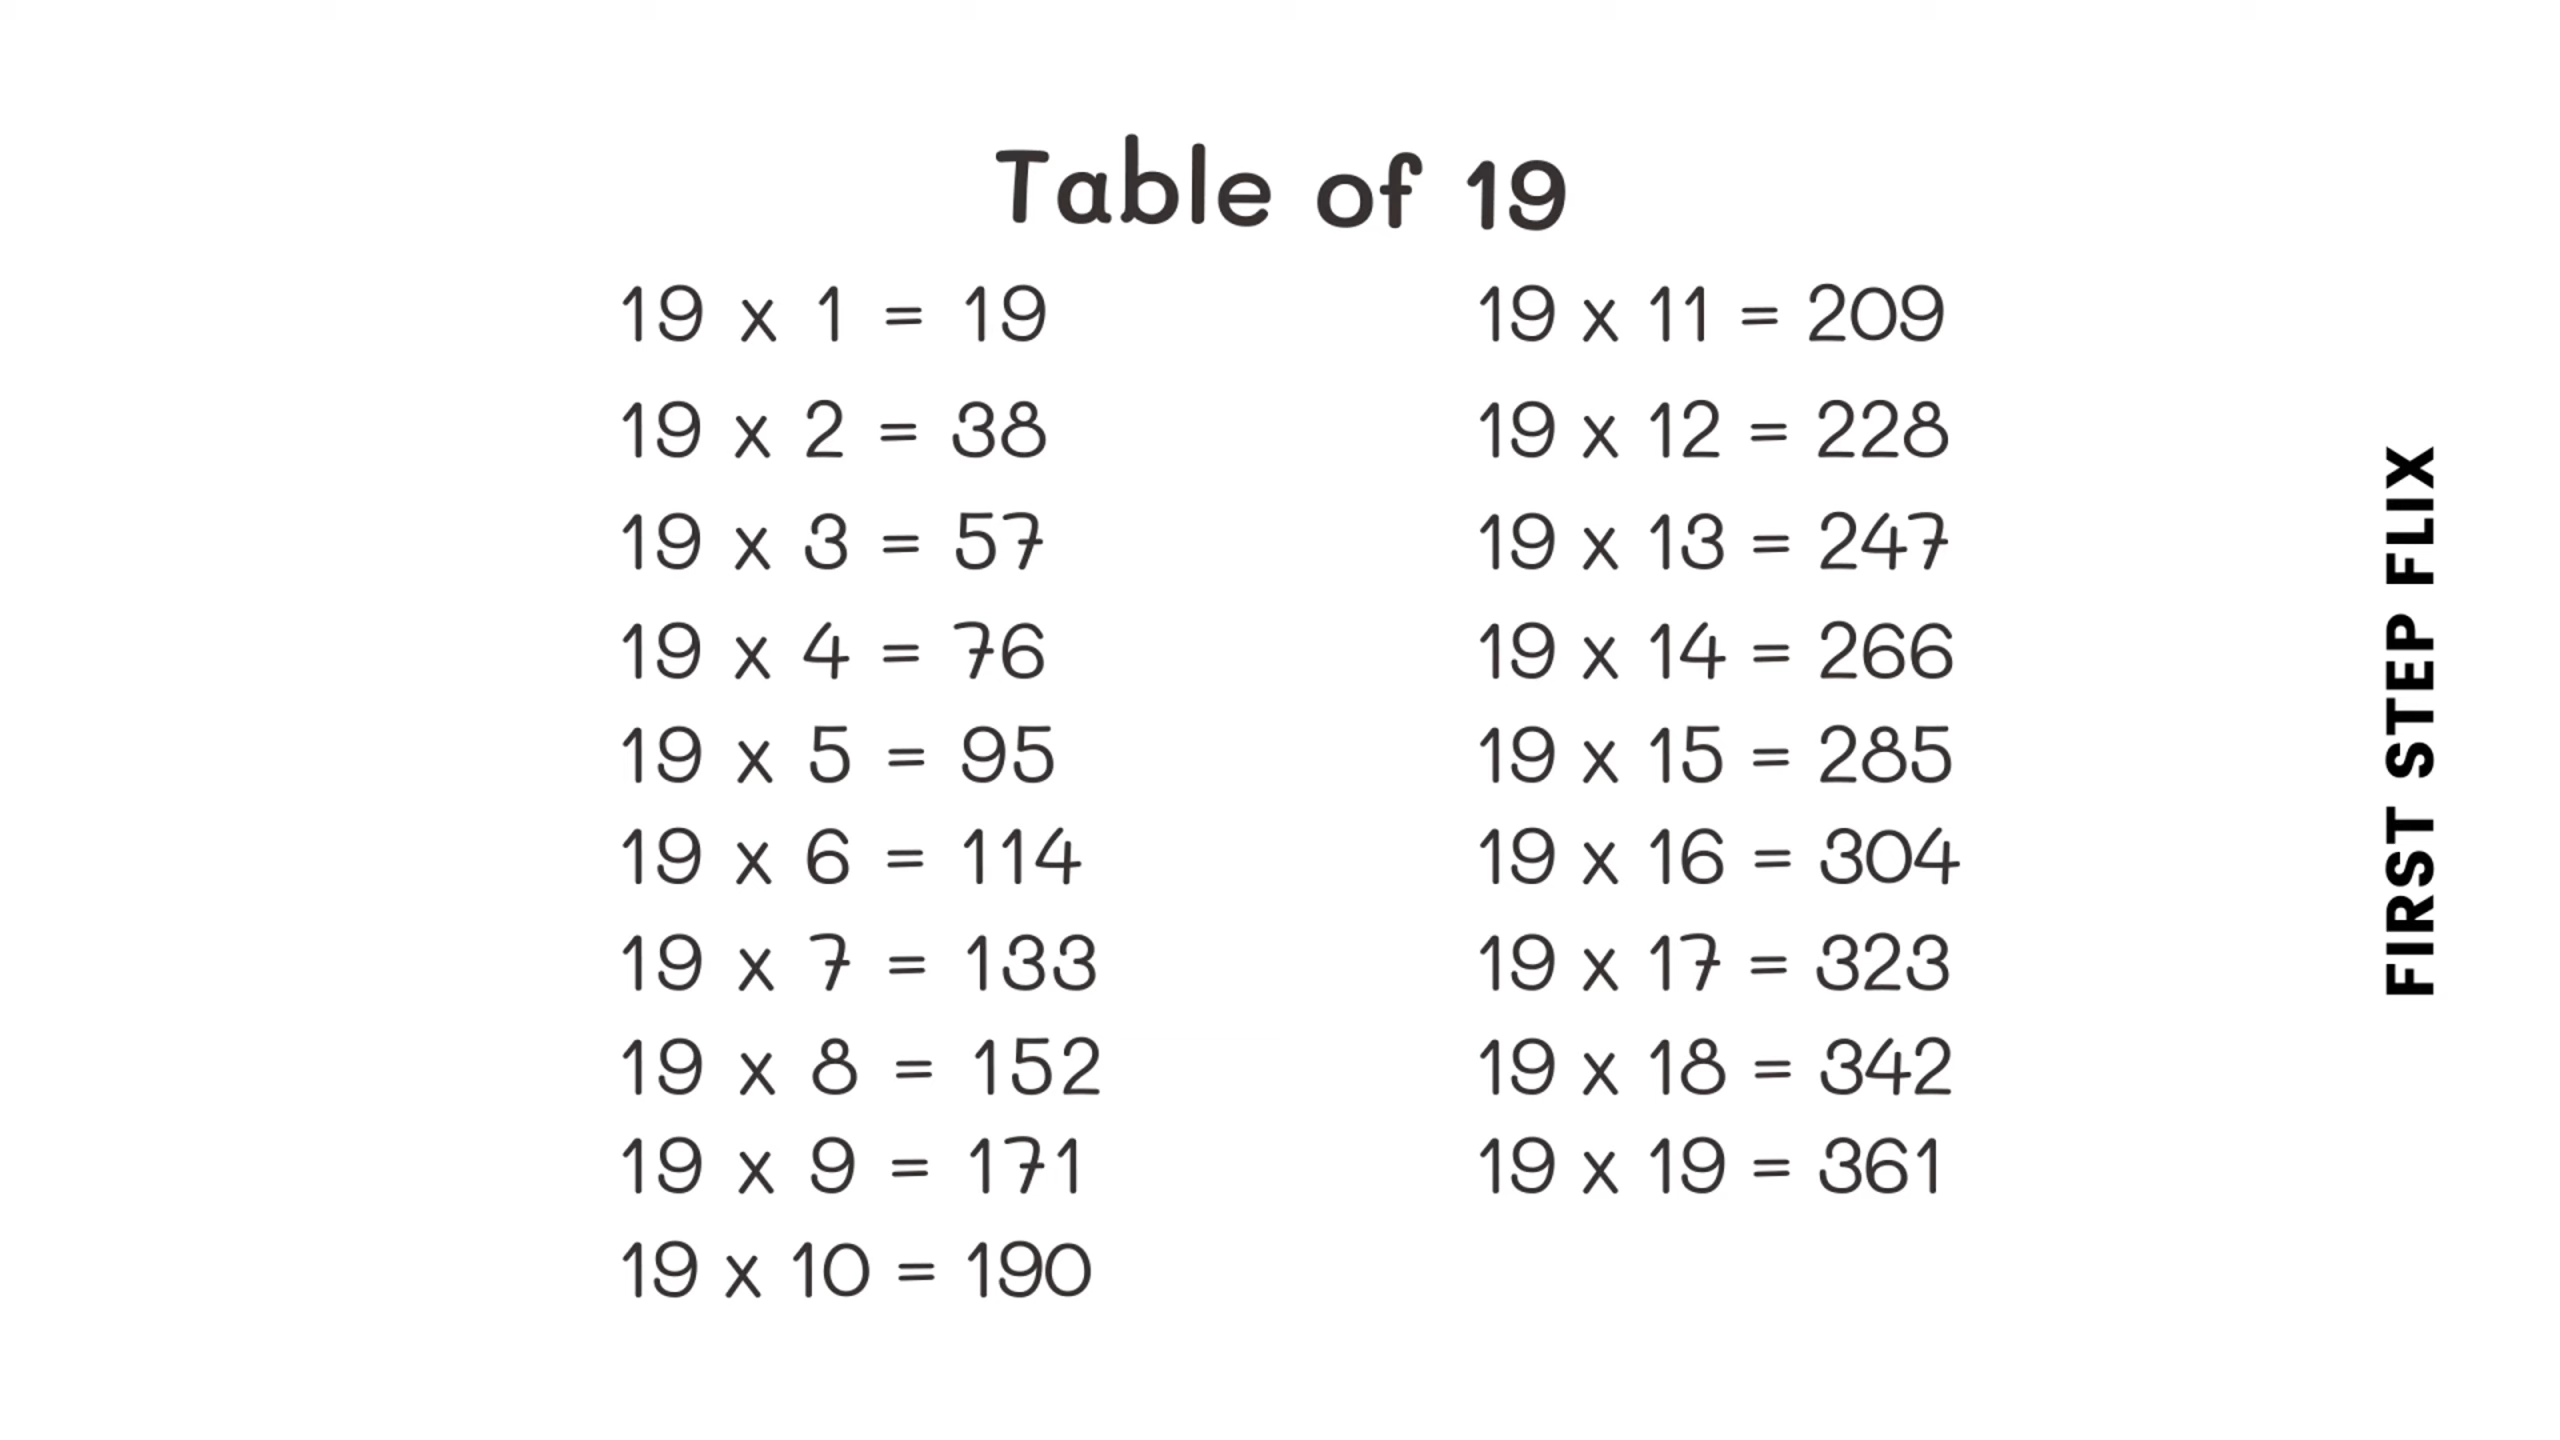 Table of 19
19 x 1 = 19
19 x 2 = 38
19 x 3 = 57
19 x 4 = 76
19 x 5 = 95
19 x 6 = 114
19 x 7 = 133
19 x 8 = 152
19 x 9 = 171
19 x 10 = 190
19 x 11 = 209
19 x 12 = 228
19 x 13 = 247
19 x 14 = 266
19 x 15 = 285
19 x 16 = 304
19 x 17 = 323
19 x 18 = 342
19 x 19 = 361
FIRST STEP FLIX